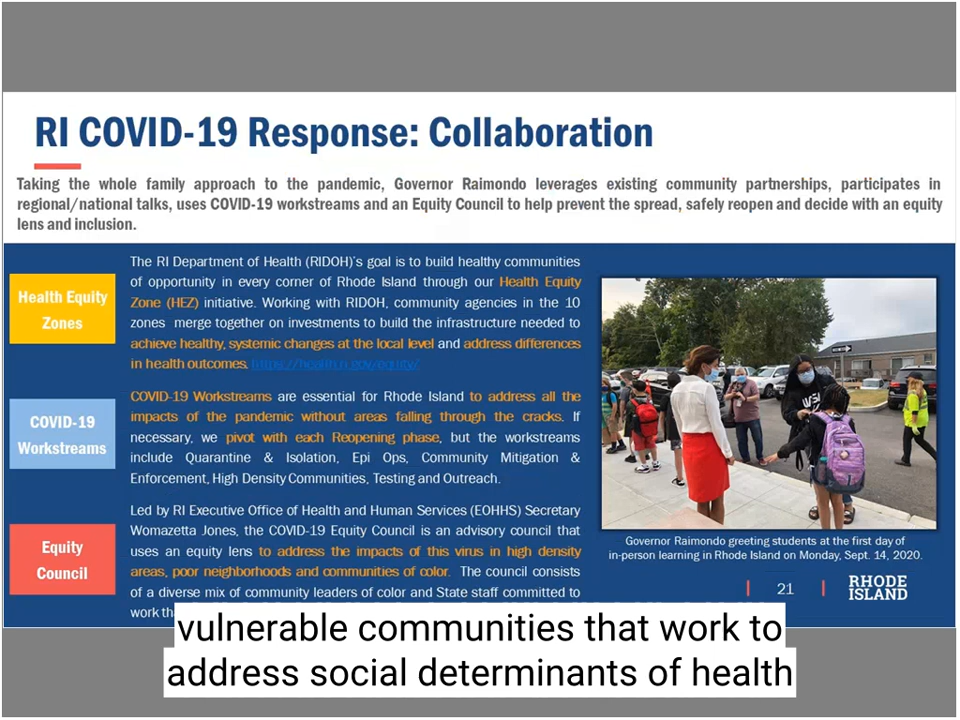 RI COVID-19 Response: Collaboration
Taking the whole family approach to the pandemic, Governor Raimondo leverages existing community partnerships, participates in
regional/national talks, uses COVID-19 workstreams and an Equity Council to help prevent the spread, safely reopen and decide with an equity
lens and inclusion.
Health Equity
Zones
The RI Department of Health (RIDOH)'s goal is to build healthy communities
of opportunity in every corner of Rhode Island through our Health Equity
Zone (HEZ) initiative. Working with RIDOH, community agencies in the 10
zones merge together on investments to build the infrastructure needed to
achieve healthy, systemic changes at the local level and address differences
in health outcomes. https://health.ri.gov/equity/
COVID-19
Workstreams
COVID-19 Workstreams are essential for Rhode Island to address all the
impacts of the pandemic without areas falling through the cracks. If
necessary, we pivot with each Reopening phase, but the workstreams
include Quarantine & Isolation, Epi Ops, Community Mitigation &
Enforcement, High Density Communities, Testing and Outreach.
Equity
Council
Led by RI Executive Office of Health and Human Services (EOHHS) Secretary
Womazetta Jones, the COVID-19 Equity Council is an advisory council that
uses an equity lens to address the impacts of this virus in high density
areas, poor neighborhoods and communities of color. The council consists
of a diverse mix of community leaders of color and State staff committed to
work
Governor Raimondo greeting students at the first day of
in-person learning in Rhode Island on Monday, Sept. 14, 2020.
21
RHODE
ISLAND
vulnerable communities that work to
address social determinants of health